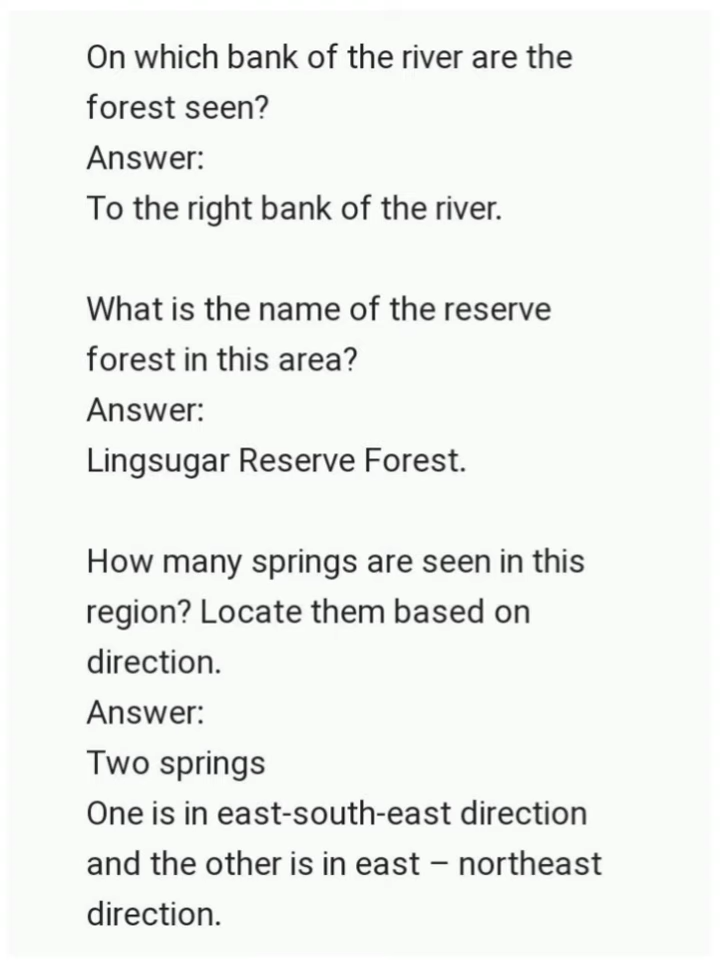 On which bank of the river are the
forest seen?
Answer:
To the right bank of the river.
What is the name of the reserve
forest in this area?
Answer:
Lingsugar Reserve Forest.
How many springs are seen in this
region? Locate them based on
direction.
Answer:
Two springs
One is in east-south-east direction
and the other is in east – northeast
direction.